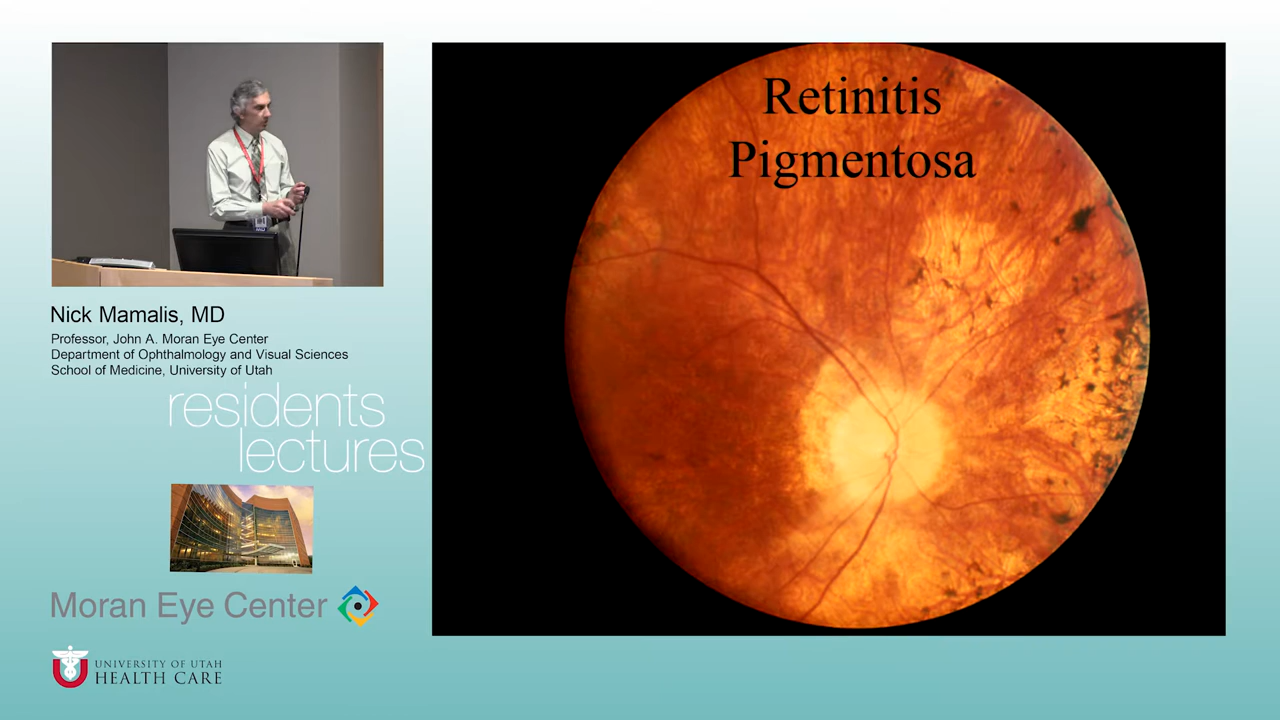 Retinitis
Pigmentosa
Nick Mamalis, MD
Professor, John A. Moran Eye Center
Department of Ophthalmology and Visual Sciences
School of Medicine, University of Utah
residents
lectures
Moran Eye Center
UNIVERSITY OF UTAH
HEALTH CARE